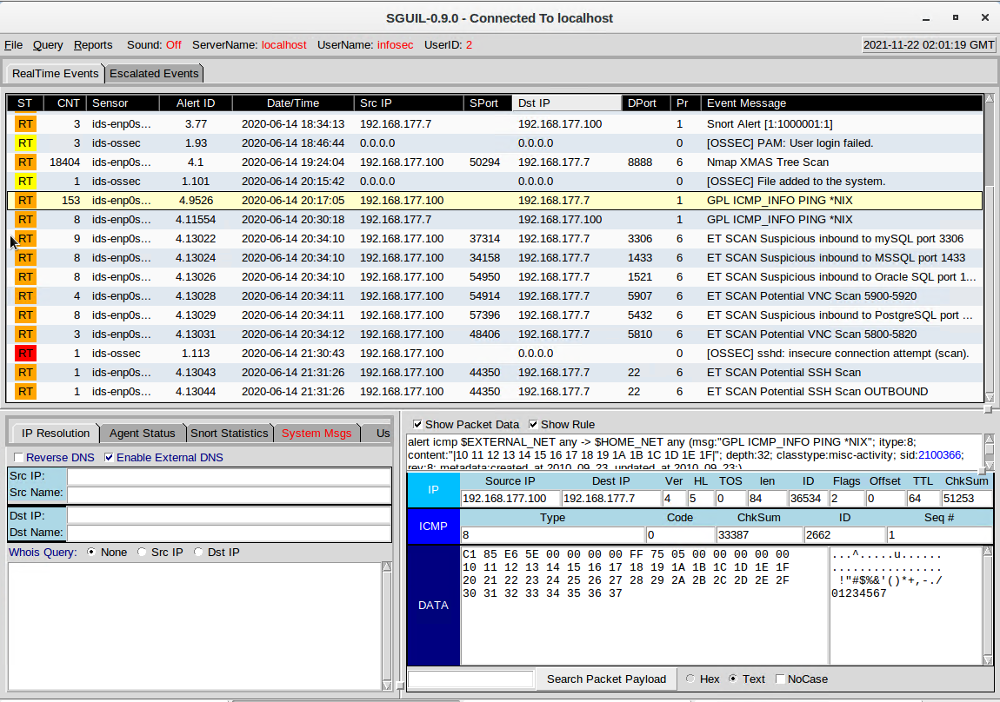 SGUIL-0.9.0 - Connected To localhost
File Query Reports Sound: Off ServerName: localhost UserName: infosec UserID: 2 2021-11-22 02:01:19 GMT
RealTime Events Escalated Events
ST CNT Sensor Alert ID Date/Time Src IP SPort Dst IP DPort Pr Event Message
RT 3 ids-enp0s... 3.77 2020-06-14 18:34:13 192.168.177.7 192.168.177.100 1 Snort Alert [1:1000001:1]
RT 3 ids-ossec 1.93 2020-06-14 18:46:44 0.0.0.0 0.0.0.0 0 [OSSEC] PAM: User login failed.
RT 18404 ids-enp0s... 4.1 2020-06-14 19:24:04 192.168.177.100 50294 192.168.177.7 8888 6 Nmap XMAS Tree Scan
RT 1 ids-ossec 1.101 2020-06-14 20:15:42 0.0.0.0 0.0.0.0 0 [OSSEC] File added to the system.
RT 153 ids-enp0s... 4.9526 2020-06-14 20:17:05 192.168.177.100 192.168.177.7 1 GPL ICMP_INFO PING *NIX
RT 8 ids-enp0s... 4.11554 2020-06-14 20:30:18 192.168.177.7 192.168.177.100 1 GPL ICMP_INFO PING *NIX
RT 9 ids-enp0s... 4.13022 2020-06-14 20:34:10 192.168.177.100 37314 192.168.177.7 3306 6 ET SCAN Suspicious inbound to mySQL port 3306
RT 8 ids-enp0s... 4.13024 2020-06-14 20:34:10 192.168.177.100 34158 192.168.177.7 1433 6 ET SCAN Suspicious inbound to MSSQL port 1433
RT 8 ids-enp0s... 4.13026 2020-06-14 20:34:10 192.168.177.100 54950 192.168.177.7 1521 6 ET SCAN Suspicious inbound to Oracle SQL port 1...
RT 4 ids-enp0s... 4.13028 2020-06-14 20:34:11 192.168.177.100 54914 192.168.177.7 5907 6 ET SCAN Potential VNC Scan 5900-5920
RT 8 ids-enp0s... 4.13029 2020-06-14 20:34:11 192.168.177.100 57396 192.168.177.7 5432 6 ET SCAN Suspicious inbound to PostgreSQL port ...
RT 3 ids-enp0s... 4.13031 2020-06-14 20:34:12 192.168.177.100 48406 192.168.177.7 5810 6 ET SCAN Potential VNC Scan 5800-5820
RT 1 ids-ossec 1.113 2020-06-14 21:30:43 192.168.177.100 0.0.0.0 0 [OSSEC] sshd: insecure connection attempt (scan).
RT 1 ids-enp0s... 4.13043 2020-06-14 21:31:26 192.168.177.100 44350 192.168.177.7 22 6 ET SCAN Potential SSH Scan
RT 1 ids-enp0s... 4.13044 2020-06-14 21:31:26 192.168.177.100 44350 192.168.177.7 22 6 ET SCAN Potential SSH Scan OUTBOUND
IP Resolution Agent Status Snort Statistics System Msgs Us
Reverse DNS Enable External DNS
Src IP:
Src Name:
Dst IP:
Dst Name:
Whois Query: None Src IP Dst IP
Show Packet Data Show Rule
alert icmp $EXTERNAL_NET any -> $HOME_NET any (msg:"GPL ICMP_INFO PING *NIX"; itype:8;
content:"|10 11 12 13 14 15 16 17 18 19 1A 1B 1C 1D 1E 1F|"; depth:32; classtype:misc-activity; sid:2100366;
rev:8; metadata:created_at 2010_09_23, updated_at 2010_09_23;)
IP Source IP Dest IP Ver HL TOS len ID Flags Offset TTL ChkSum
192.168.177.100 192.168.177.7 4 5 0 84 36534 2 0 64 51253
ICMP Type Code ChkSum ID Seq #
8 0 33387 2662 1
DATA
C1 85 E6 5E 00 00 00 00 FF 75 05 00 00 00 00 00 ...^.....u......
10 11 12 13 14 15 16 17 18 19 1A 1B 1C 1D 1E 1F ................
20 21 22 23 24 25 26 27 28 29 2A 2B 2C 2D 2E 2F !"#$%&'()*+,-./
30 31 32 33 34 35 36 37 01234567
Search Packet Payload Hex Text NoCase